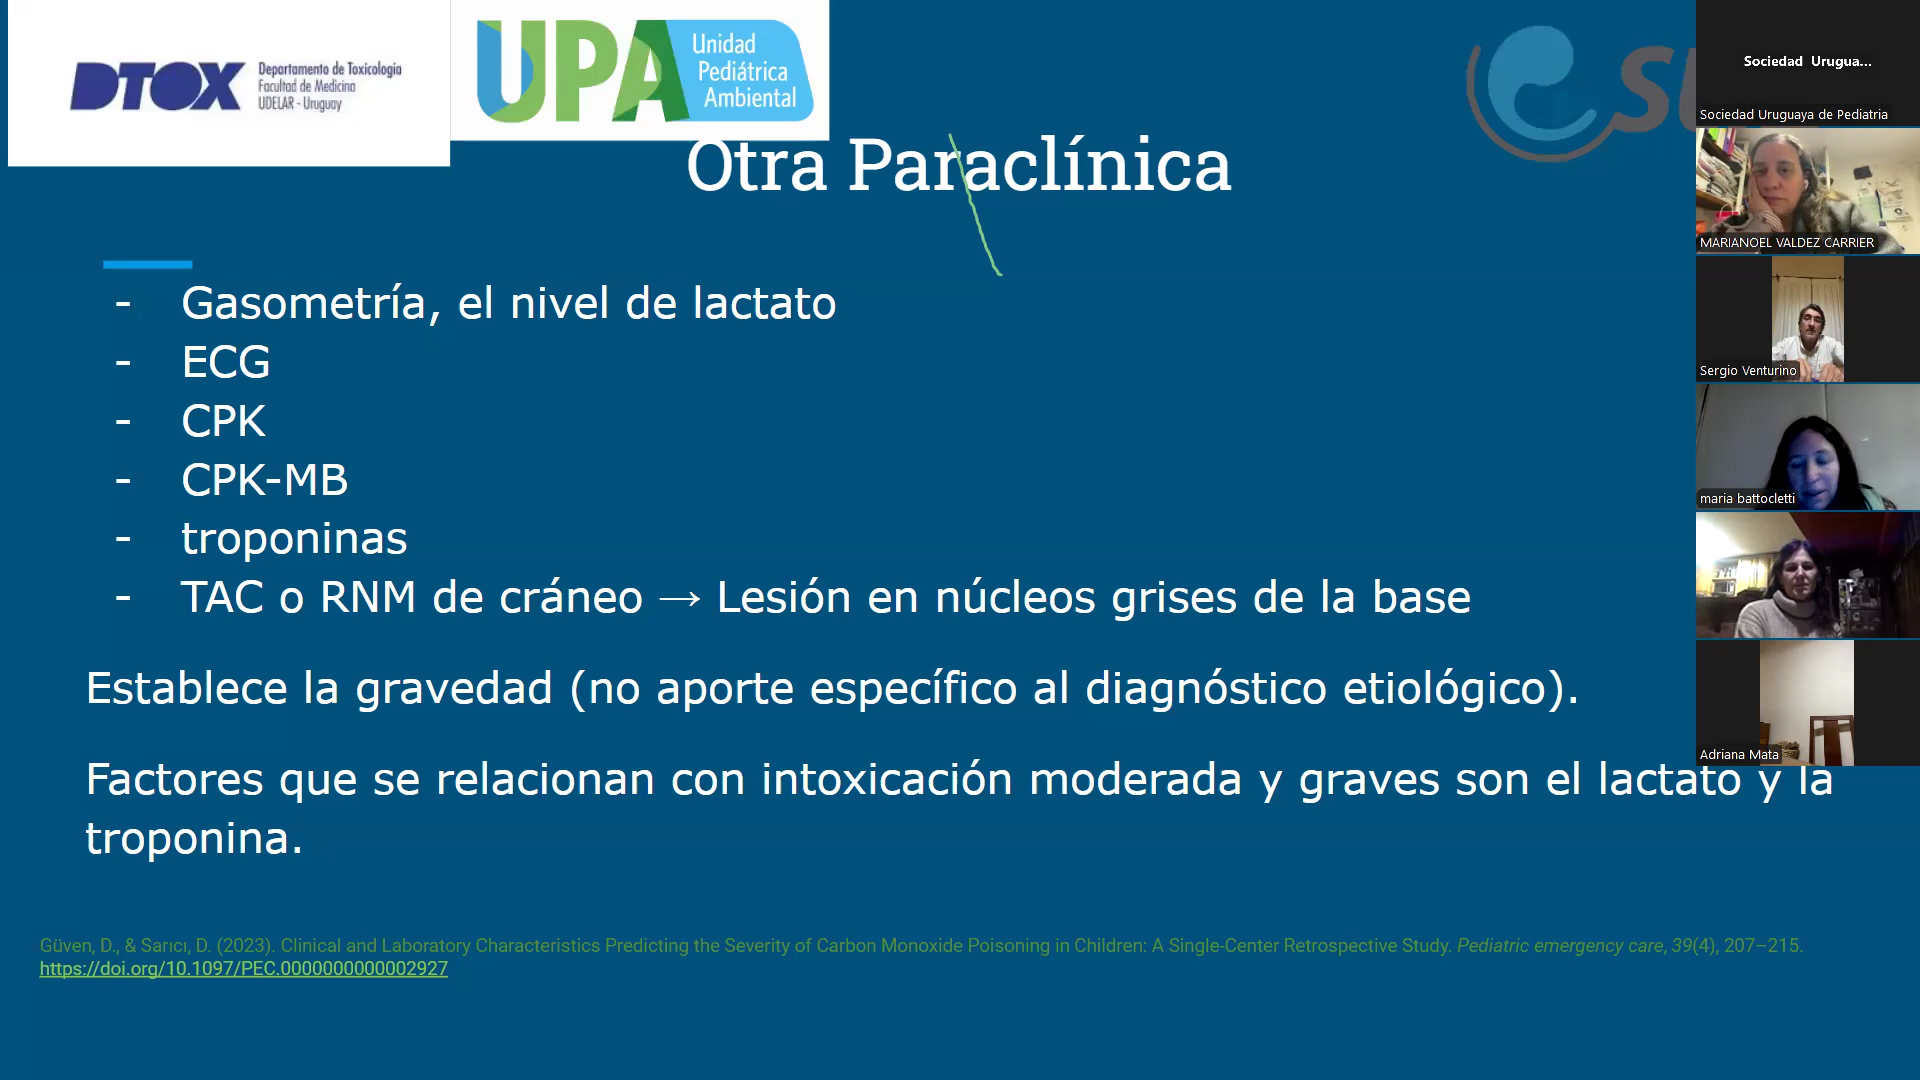 DTOX
Departamento de Toxicología
Facultad de Medicina
UDELAR - Uruguay
UPA
Unidad
Pediátrica
Ambiental
Otra Paraclínica
- Gasometría, el nivel de lactato
- ECG
- CPK
- CPK-MB
- troponinas
- TAC o RNM de cráneo → Lesión en núcleos grises de la base
Establece la gravedad (no aporte específico al diagnóstico etiológico).
Factores que se relacionan con intoxicación moderada y graves son el lactato y la
troponina.
Güven, D., & Sarıcı, D. (2023). Clinical and Laboratory Characteristics Predicting the Severity of Carbon Monoxide Poisoning in Children: A Single-Center Retrospective Study. Pediatric emergency care, 39(4), 207–215.
https://doi.org/10.1097/PEC.0000000000002927
Sociedad Urugua...
Sociedad Uruguaya de Pediatria
MARIANOEL VALDEZ CARRIER
Sergio Venturino
maria battocletti
Adriana Mata